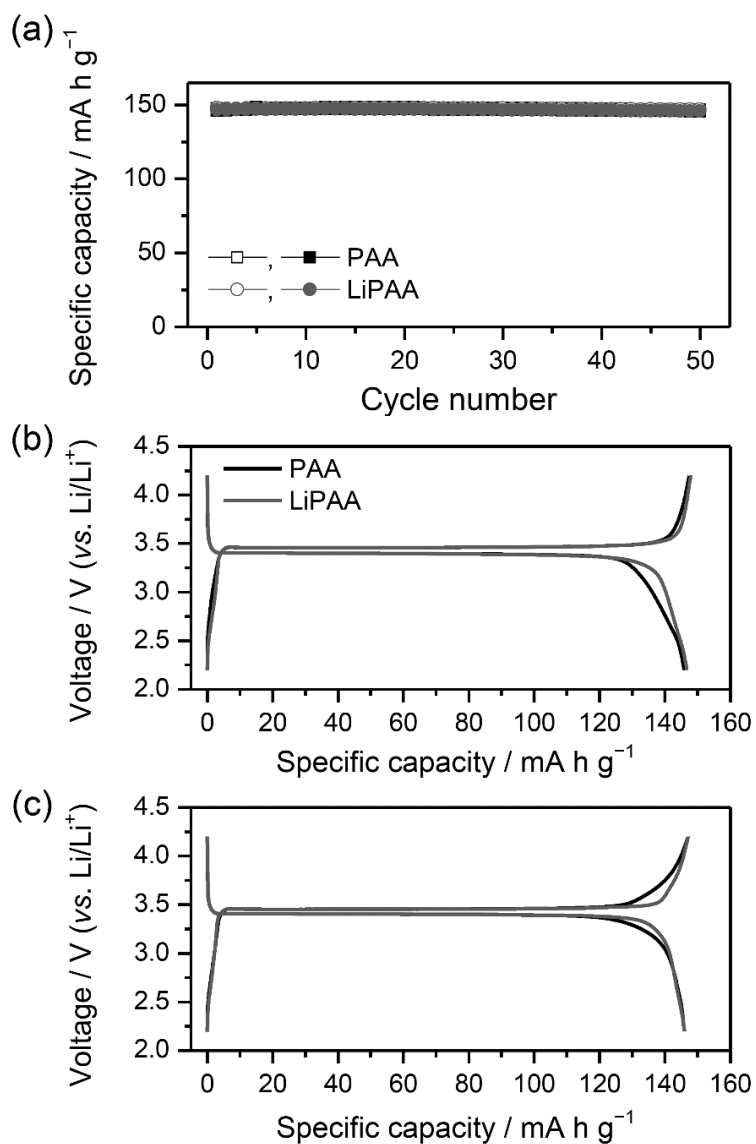 (a)
Specific capacity / mA h g⁻¹
150
100
50
0
, PAA
, LiPAA
0 10 20 30 40 50
Cycle number
(b)
Voltage / V (vs. Li/Li⁺)
4.5
4.0
3.5
3.0
2.5
2.0
PAA
LiPAA
0 20 40 60 80 100 120 140 160
Specific capacity / mA h g⁻¹
(c)
Voltage / V (vs. Li/Li⁺)
4.5
4.0
3.5
3.0
2.5
2.0
0 20 40 60 80 100 120 140 160
Specific capacity / mA h g⁻¹